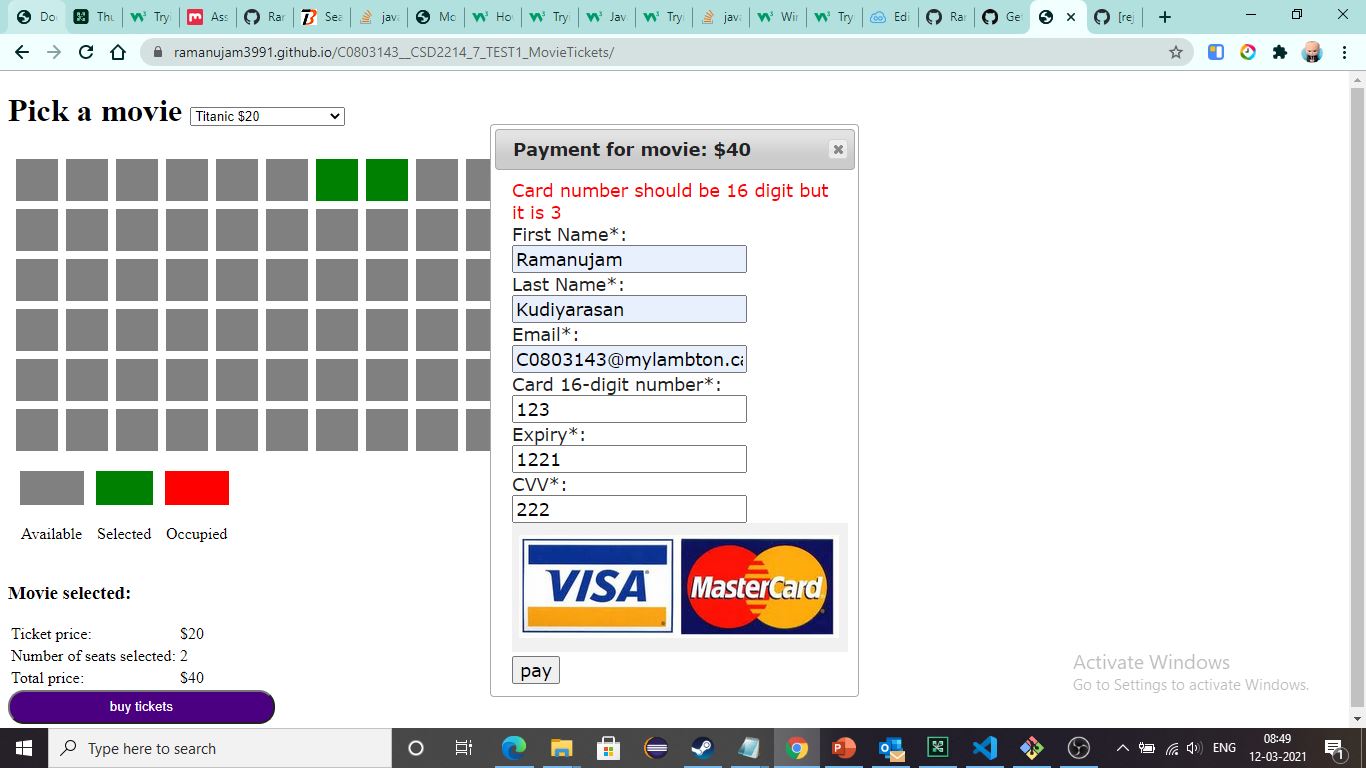 Doc
Thu
Try
Ass
Rar
Sea
java
Mo
Ho
Try
Jav
Try
java
Wir
Try
Edi
Rar
Ge
[re
ramanujam3991.github.io/C0803143__CSD2214_7_TEST1_MovieTickets/
Pick a movie Titanic $20
Payment for movie: $40
Card number should be 16 digit but
it is 3
First Name*:
Ramanujam
Last Name*:
Kudiyarasan
Email*:
C0803143@mylambton.ca
Card 16-digit number*:
123
Expiry*:
1221
CVV*:
222
VISA MasterCard
pay
Available Selected Occupied
Movie selected:
Ticket price: $20
Number of seats selected: 2
Total price: $40
buy tickets
Activate Windows
Go to Settings to activate Windows.
Type here to search
ENG
08:49
12-03-2021
1